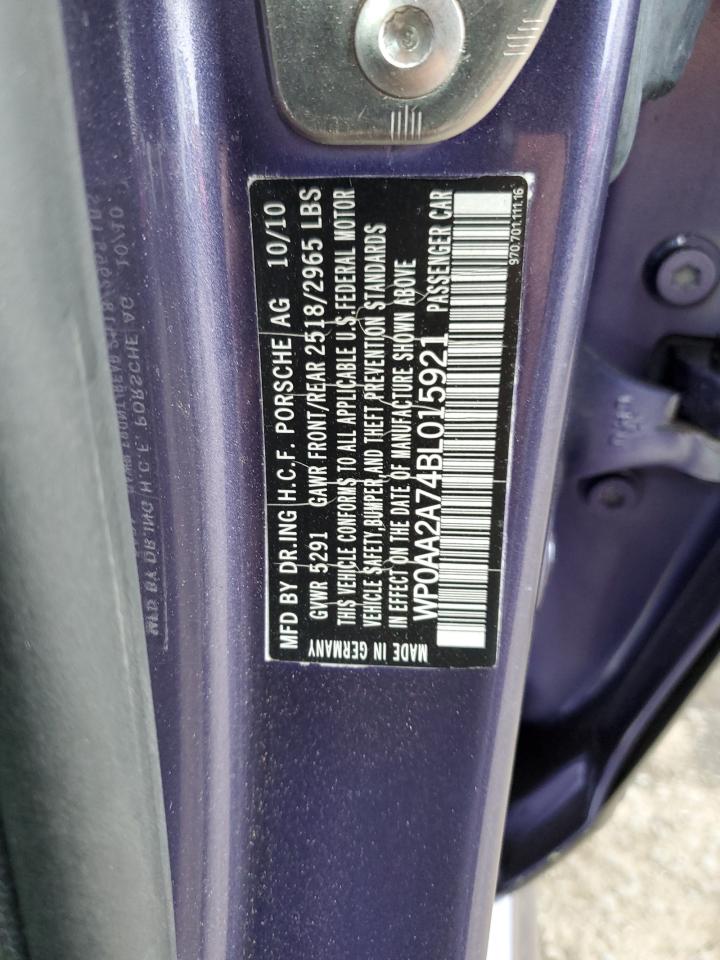 MFD BY DR.ING H.C.F. PORSCHE AG 10/10
GVWR 5291 GAWR FRONT/REAR 2518/2965 LBS
THIS VEHICLE CONFORMS TO ALL APPLICABLE U.S.FEDERAL MOTOR
VEHICLE SAFETY,BUMPER AND THEFT PREVENTION STANDARDS
IN EFFECT ON THE DATE OF MANUFACTURE SHOWN ABOVE
MADE IN GERMANY WP0AA2A74BL015921 PASSENGER CAR
970.701.111.16